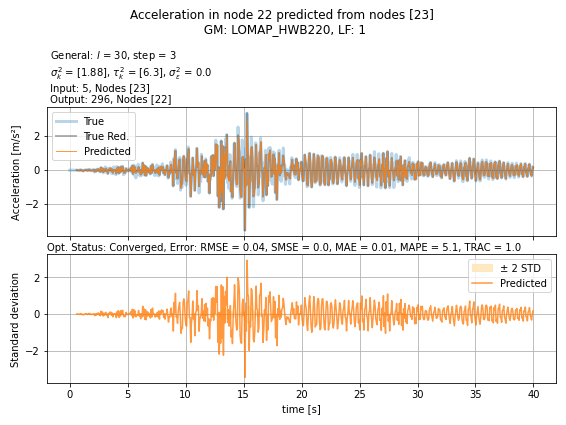 Acceleration in node 22 predicted from nodes [23]
GM: LOMAP_HWB220, LF: 1
General: l = 30, step = 3
σ²ₖ = [1.88], τ²ₖ = [6.3], σ²ε = 0.0
Input: 5, Nodes [23]
Output: 296, Nodes [22]
True
True Red.
Predicted
Acceleration [m/s²]
2
0
−2
Opt. Status: Converged, Error: RMSE = 0.04, SMSE = 0.0, MAE = 0.01, MAPE = 5.1, TRAC = 1.0
± 2 STD
Predicted
Standard deviation
2
0
−2
0 5 10 15 20 25 30 35 40
time [s]